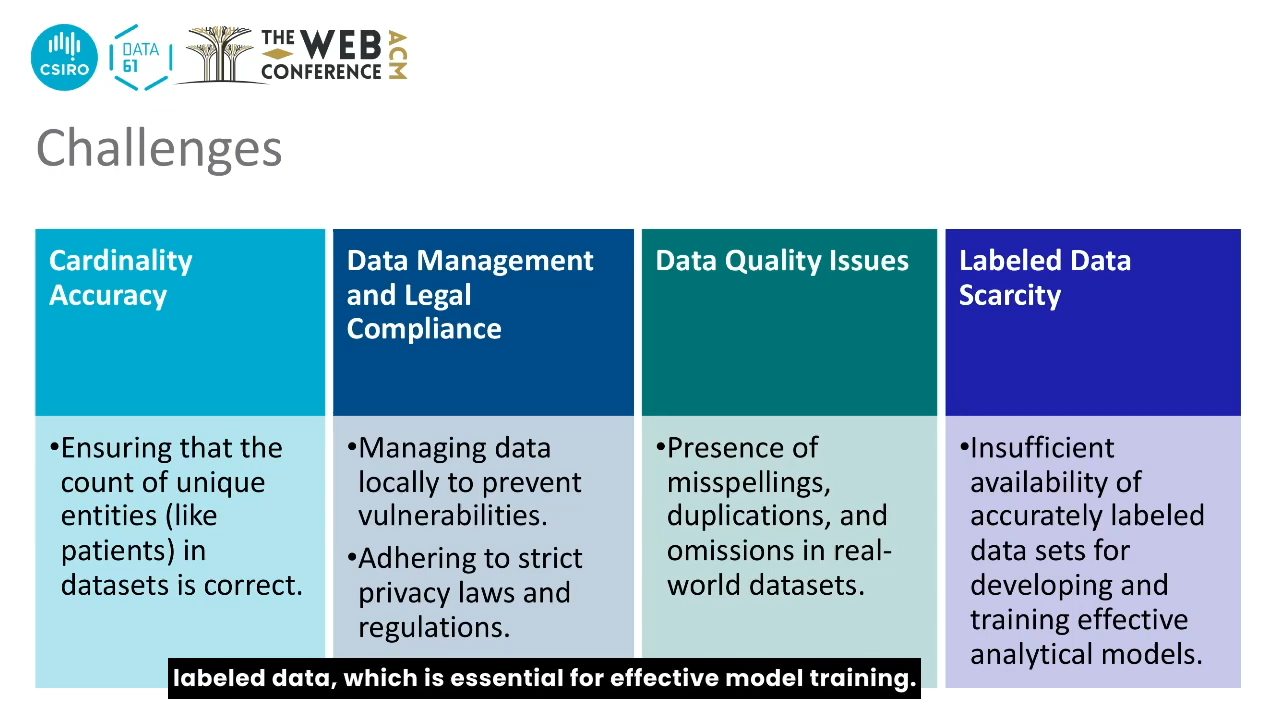 CSIRO
DATA
61
THE WEB
CONFERENCE
ACM
Challenges
Cardinality
Accuracy
•Ensuring that the
count of unique
entities (like
patients) in
datasets is correct.
Data Management
and Legal
Compliance
•Managing data
locally to prevent
vulnerabilities.
•Adhering to strict
privacy laws and
regulations.
Data Quality Issues
•Presence of
misspellings,
duplications, and
omissions in real-
world datasets.
Labeled Data
Scarcity
•Insufficient
availability of
accurately labeled
data sets for
developing and
training effective
analytical models.
labeled data, which is essential for effective model training.